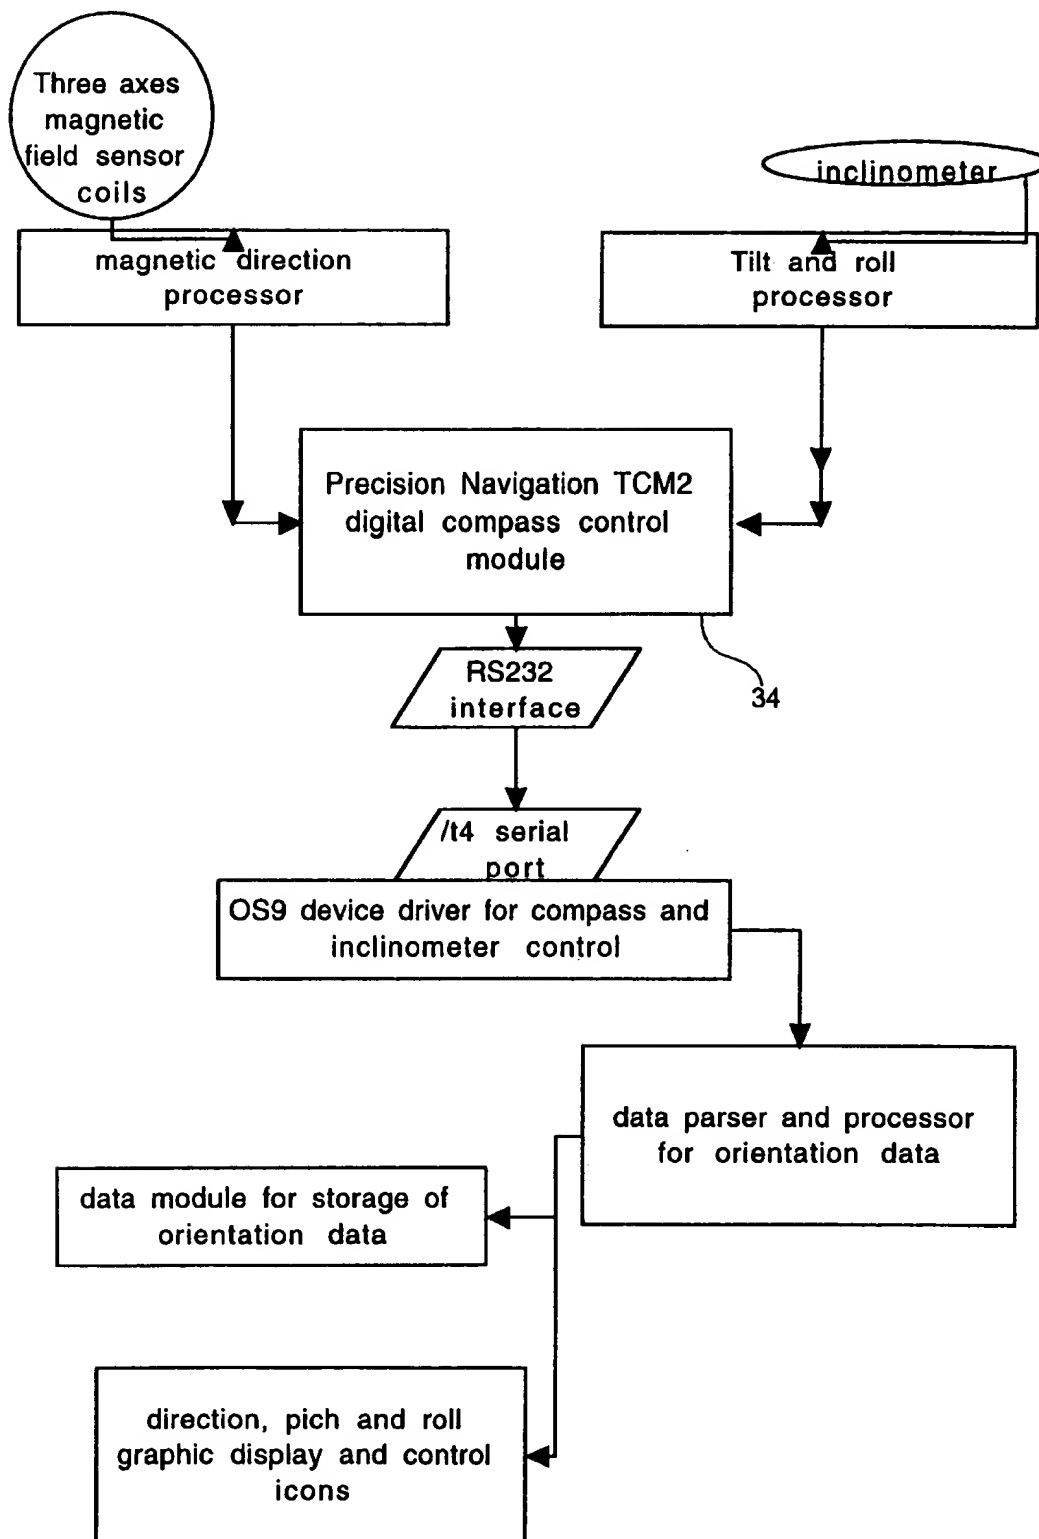 Three axes
magnetic
field sensor
coils
inclinometer
magnetic direction
processor
Tilt and roll
processor
Precision Navigation TCM2
digital compass control
module
34
RS232
interface
/t4 serial
port
OS9 device driver for compass and
inclinometer control
data parser and processor
for orientation data
data module for storage of
orientation data
direction, pich and roll
graphic display and control
icons